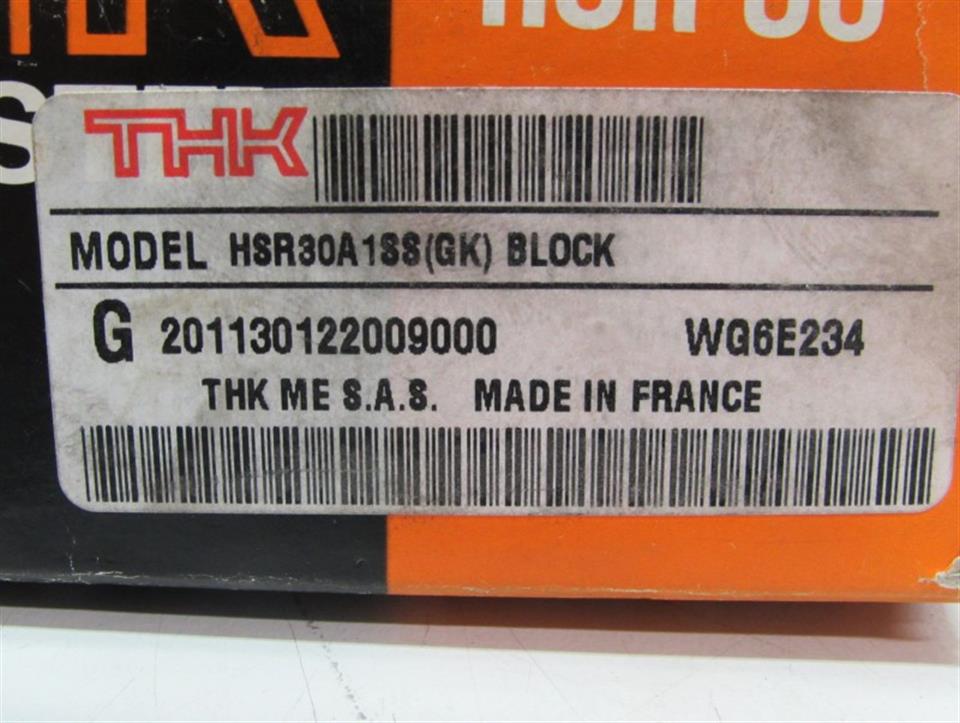 THK
MODEL HSR30A1SS(GK) BLOCK
G 201130122009000 WG6E234
THK ME S.A.S. MADE IN FRANCE